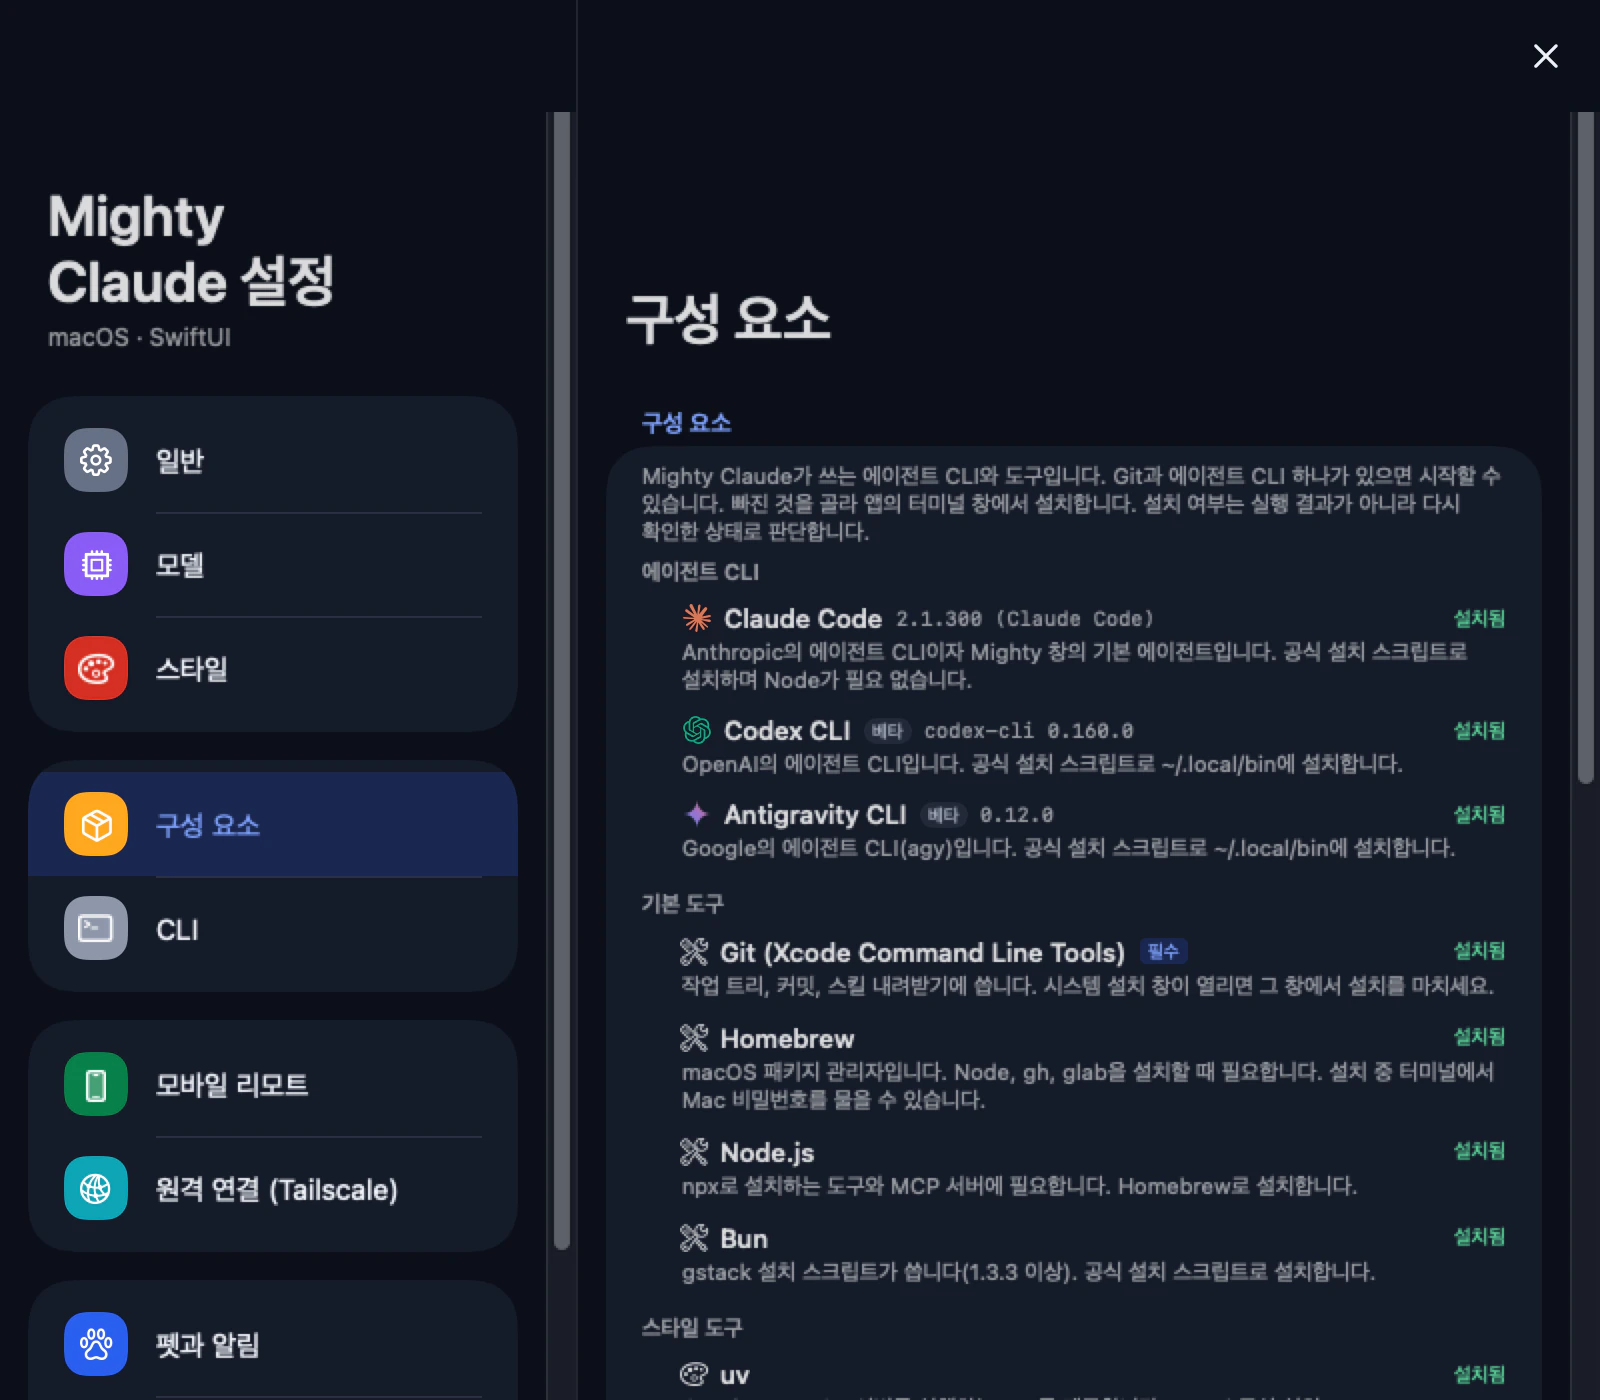 Mighty
Claude 설정
macOS · SwiftUI
일반
모델
스타일
구성 요소
CLI
모바일 리모트
원격 연결 (Tailscale)
펫과 알림
구성 요소
구성 요소
Mighty Claude가 쓰는 에이전트 CLI와 도구입니다. Git과 에이전트 CLI 하나가 있으면 시작할 수
있습니다. 빠진 것을 골라 앱의 터미널 창에서 설치합니다. 설치 여부는 실행 결과가 아니라 다시
확인한 상태로 판단합니다.
에이전트 CLI
Claude Code 2.1.300 (Claude Code) 설치됨
Anthropic의 에이전트 CLI이자 Mighty 창의 기본 에이전트입니다. 공식 설치 스크립트로
설치하며 Node가 필요 없습니다.
Codex CLI 베타 codex-cli 0.160.0 설치됨
OpenAI의 에이전트 CLI입니다. 공식 설치 스크립트로 ~/.local/bin에 설치합니다.
Antigravity CLI 베타 0.12.0 설치됨
Google의 에이전트 CLI(agy)입니다. 공식 설치 스크립트로 ~/.local/bin에 설치합니다.
기본 도구
Git (Xcode Command Line Tools) 필수 설치됨
작업 트리, 커밋, 스킬 내려받기에 씁니다. 시스템 설치 창이 열리면 그 창에서 설치를 마치세요.
Homebrew 설치됨
macOS 패키지 관리자입니다. Node, gh, glab을 설치할 때 필요합니다. 설치 중 터미널에서
Mac 비밀번호를 물을 수 있습니다.
Node.js 설치됨
npx로 설치하는 도구와 MCP 서버에 필요합니다. Homebrew로 설치합니다.
Bun 설치됨
gstack 설치 스크립트가 씁니다(1.3.3 이상). 공식 설치 스크립트로 설치합니다.
스타일 도구
uv 설치됨